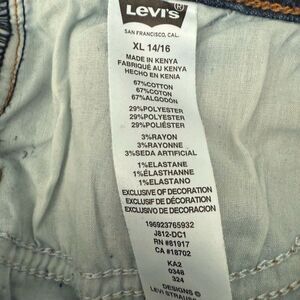 Levi's®
SAN FRANCISCO, CAL.
XL 14/16
MADE IN KENYA
FABRIQUÉ AU KENYA
HECHO EN KENIA
67%COTTON
67%COTON
67%ALGODÓN
29%POLYESTER
29%POLYESTER
29%POLIÉSTER
3%RAYON
3%RAYONNE
3%SEDA ARTIFICIAL
1%ELASTANE
1%ÉLASTHANNE
1%ELASTANO
EXCLUSIVE OF DECORATION
EXCLUSIF DE DÉCORATION
EXCLUSIVO DE DECORACION
196923765932
J812-DC1
RN #81917
CA #18702
KA2
0348
324
DESIGNS ©
LEVI STRAUSS